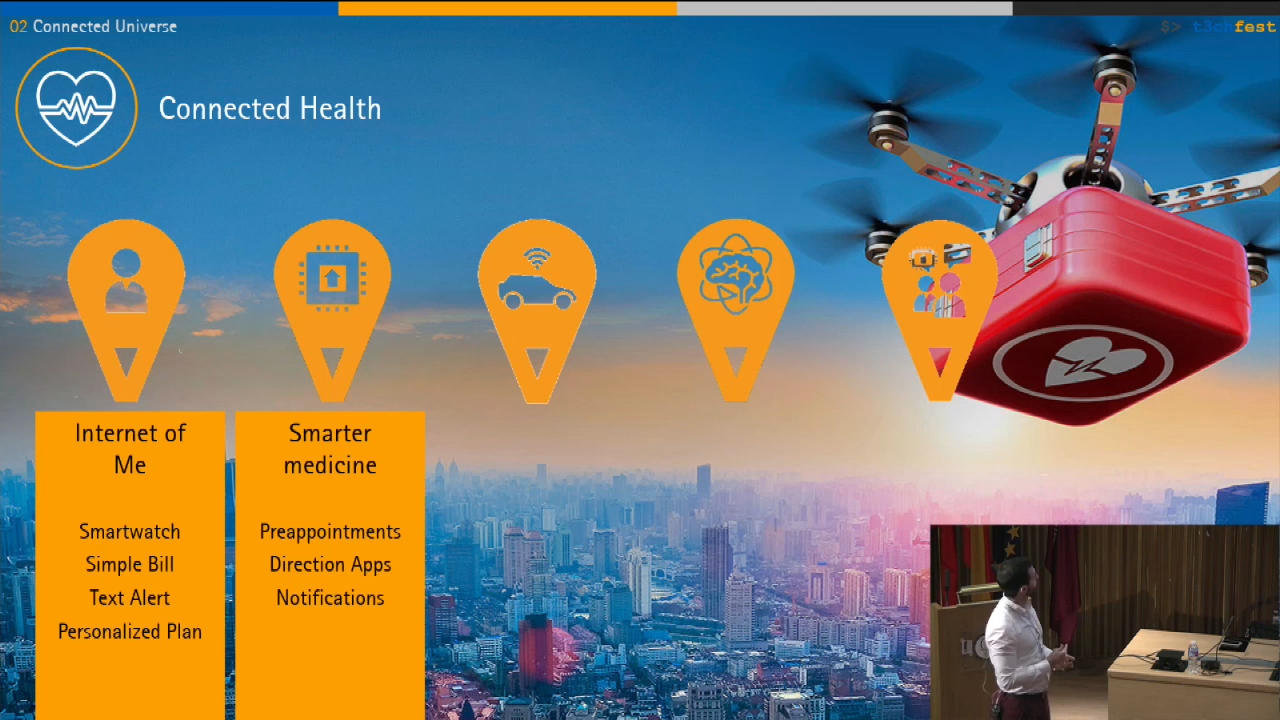 02 Connected Universe
$> t3chfest
Connected Health
Internet of
Me
Smartwatch
Simple Bill
Text Alert
Personalized Plan
Smarter
medicine
Preappointments
Direction Apps
Notifications